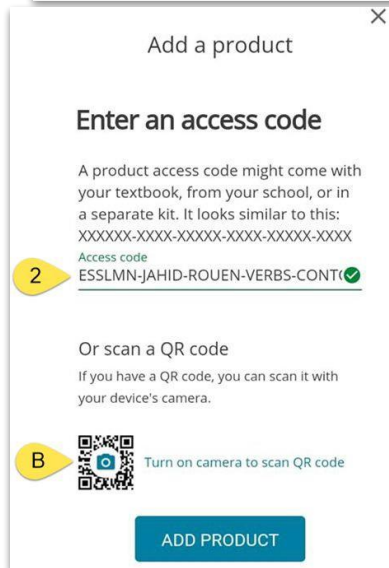 Add a product
Enter an access code
A product access code might come with
your textbook, from your school, or in
a separate kit. It looks similar to this:
XXXXXX-XXXX-XXXXX-XXXX-XXXXX-XXXX
Access code
2
ESSLMN-JAHID-ROUEN-VERBS-CONT
Or scan a QR code
If you have a QR code, you can scan it with
your device's camera.
B
Turn on camera to scan QR code
ADD PRODUCT